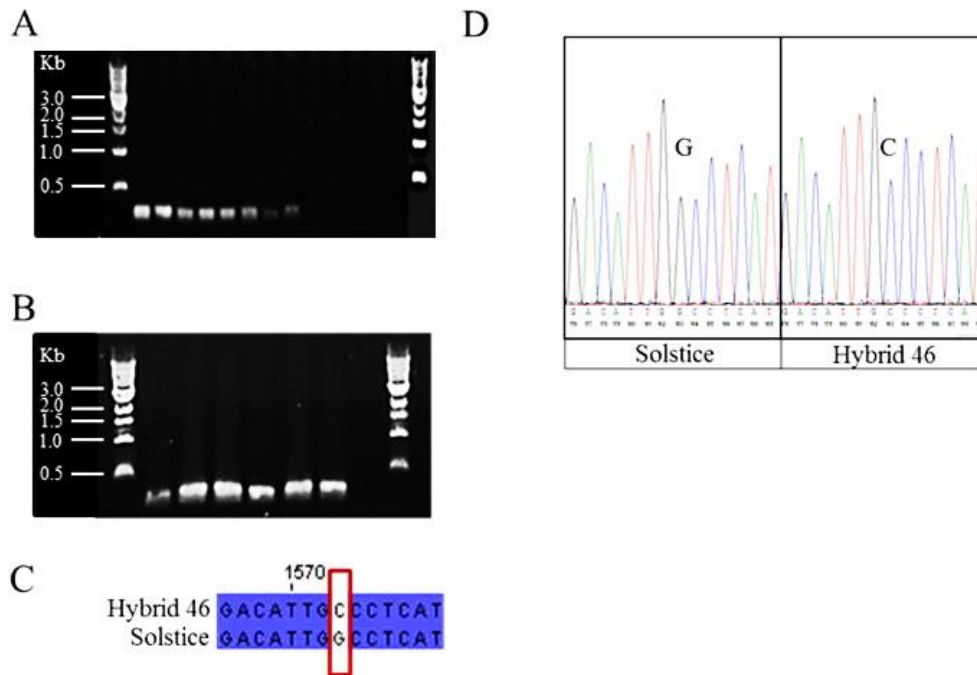 A
Kb
3.0
2.0
1.5
1.0
0.5
B
Kb
3.0
2.0
1.5
1.0
0.5
C
1570
Hybrid 46 GACATTGCCCTCAT
Solstice GACATTGGCCTCAT
D
G C
G A C A T T G G C C T C A T G A C A T T G C C C T C A
Solstice Hybrid 46